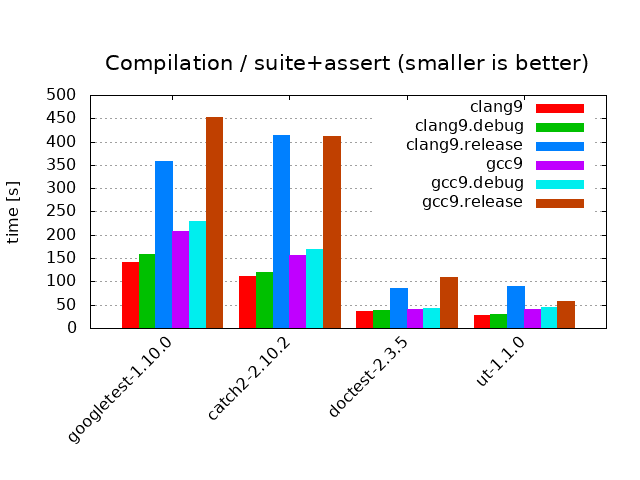 Compilation / suite+assert (smaller is better)
500
450
400
350
300
250
200
150
100
50
0
time [s]
clang9
clang9.debug
clang9.release
gcc9
gcc9.debug
gcc9.release
googletest-1.10.0
catch2-2.10.2
doctest-2.3.5
ut-1.1.0